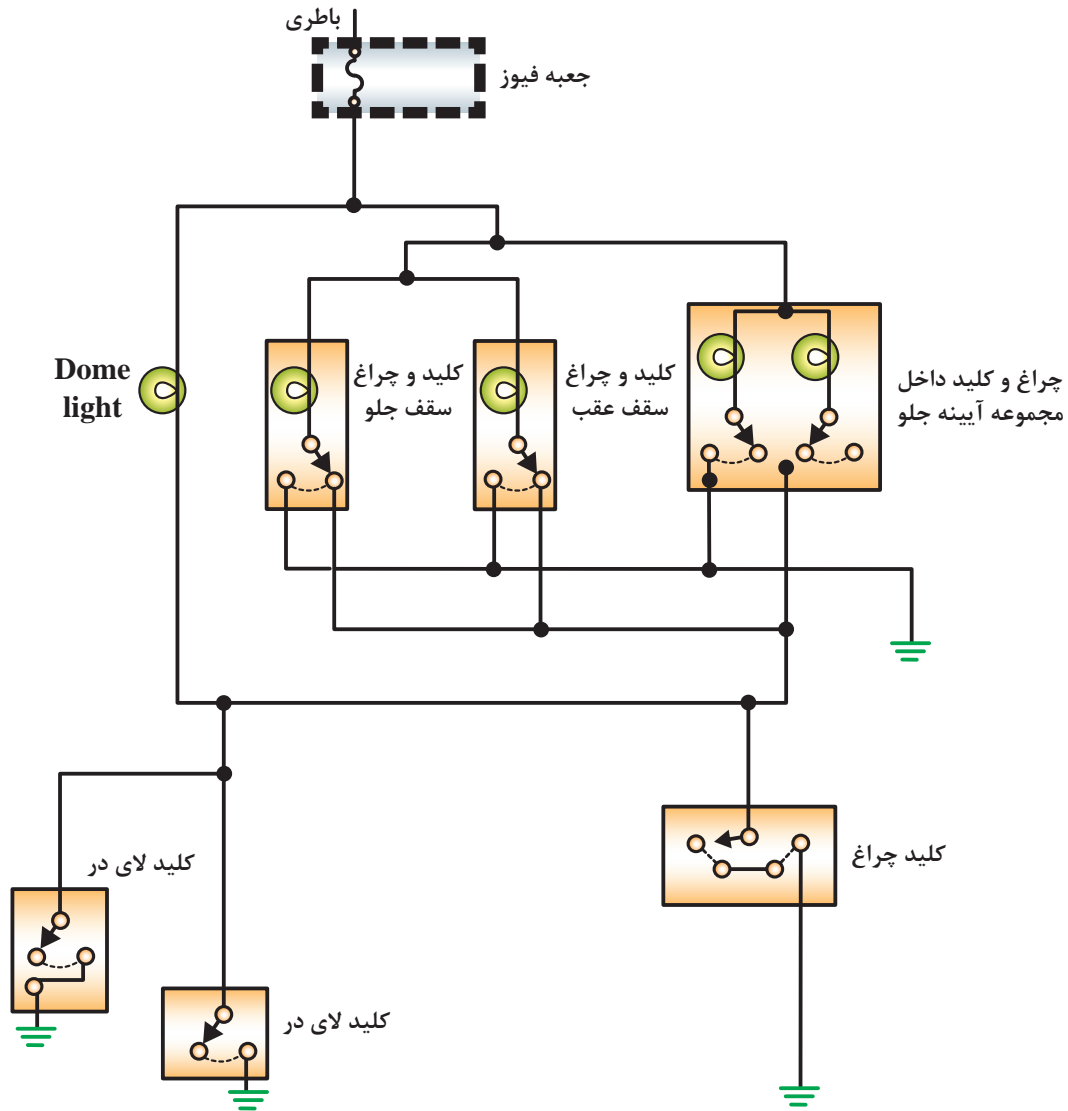 باطری
جعبه فیوز
Dome
light
کلید و چراغ
سقف جلو
کلید و چراغ
سقف عقب
چراغ و کلید داخل
مجموعه آیینه جلو
کلید لای در
کلید لای در
کلید چراغ